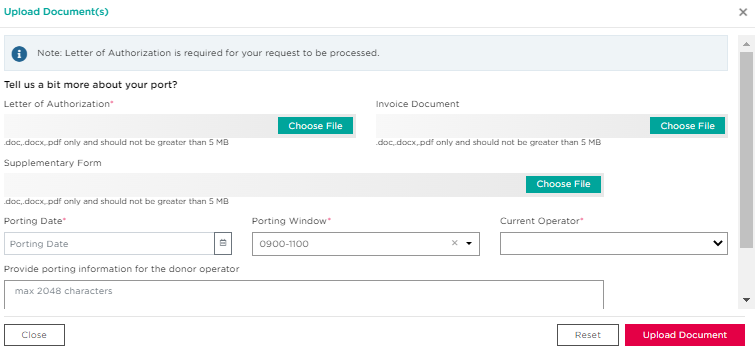 Upload Document(s)
Note: Letter of Authorization is required for your request to be processed.
Tell us a bit more about your port?
Letter of Authorization* Invoice Document
Choose File Choose File
.doc,.docx,.pdf only and should not be greater than 5 MB .doc,.docx,.pdf only and should not be greater than 5 MB
Supplementary Form
Choose File
.doc,.docx,.pdf only and should not be greater than 5 MB
Porting Date* Porting Window* Current Operator*
Porting Date 0900-1100
Provide porting information for the donor operator
max 2048 characters
Close Reset Upload Document